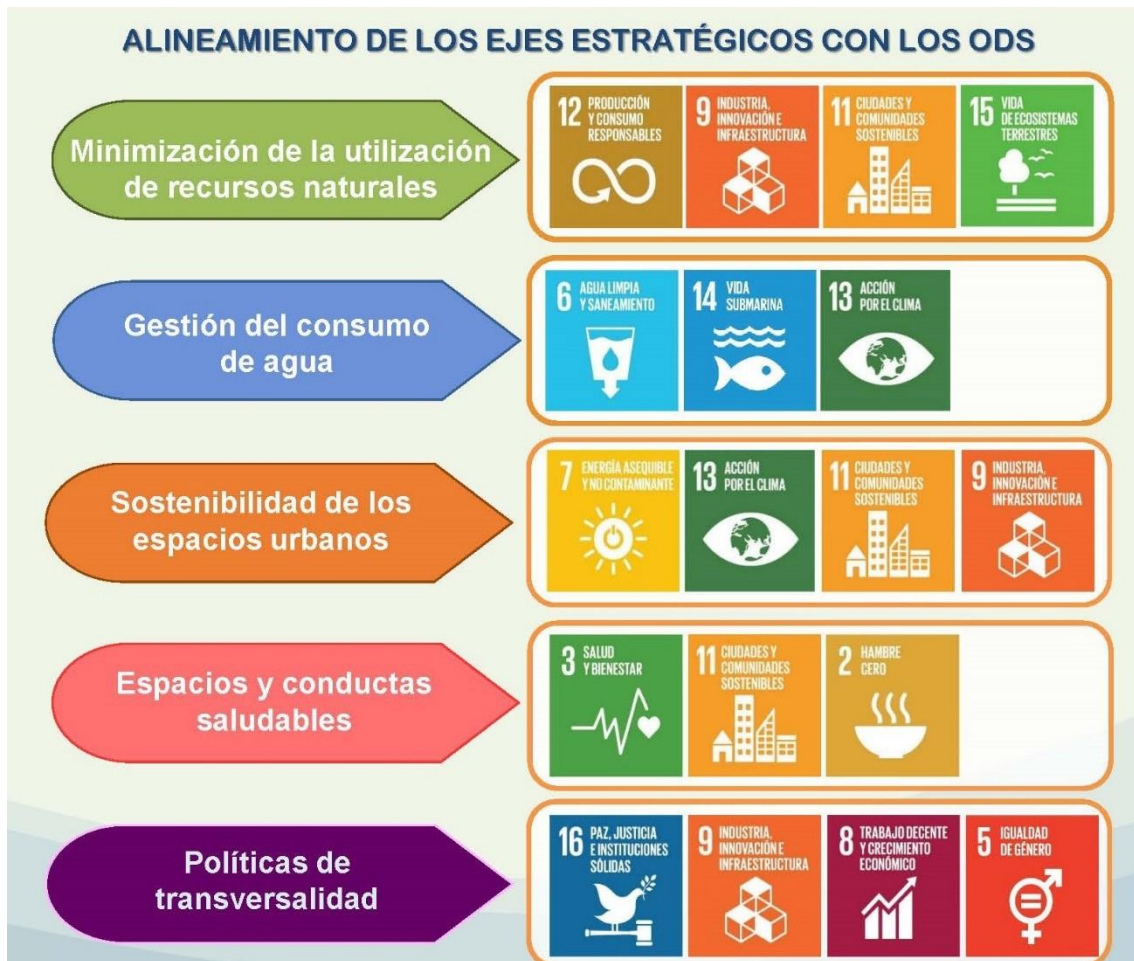 ALINEAMIENTO DE LOS EJES ESTRATÉGICOS CON LOS ODS
Minimización de la utilización
de recursos naturales
12 PRODUCCIÓN
Y CONSUMO
RESPONSABLES
9 INDUSTRIA,
INNOVACIÓN E
INFRAESTRUCTURA
11 CIUDADES Y
COMUNIDADES
SOSTENIBLES
15 VIDA
DE ECOSISTEMAS
TERRESTRES
Gestión del consumo
de agua
6 AGUA LIMPIA
Y SANEAMIENTO
14 VIDA
SUBMARINA
13 ACCIÓN
POR EL CLIMA
Sostenibilidad de los
espacios urbanos
7 ENERGÍA ASEQUIBLE
Y NO CONTAMINANTE
13 ACCIÓN
POR EL CLIMA
11 CIUDADES Y
COMUNIDADES
SOSTENIBLES
9 INDUSTRIA,
INNOVACIÓN E
INFRAESTRUCTURA
Espacios y conductas
saludables
3 SALUD
Y BIENESTAR
11 CIUDADES Y
COMUNIDADES
SOSTENIBLES
2 HAMBRE
CERO
Políticas de
transversalidad
16 PAZ, JUSTICIA
E INSTITUCIONES
SÓLIDAS
9 INDUSTRIA,
INNOVACIÓN E
INFRAESTRUCTURA
8 TRABAJO DECENTE
Y CRECIMIENTO
ECONÓMICO
5 IGUALDAD
DE GÉNERO